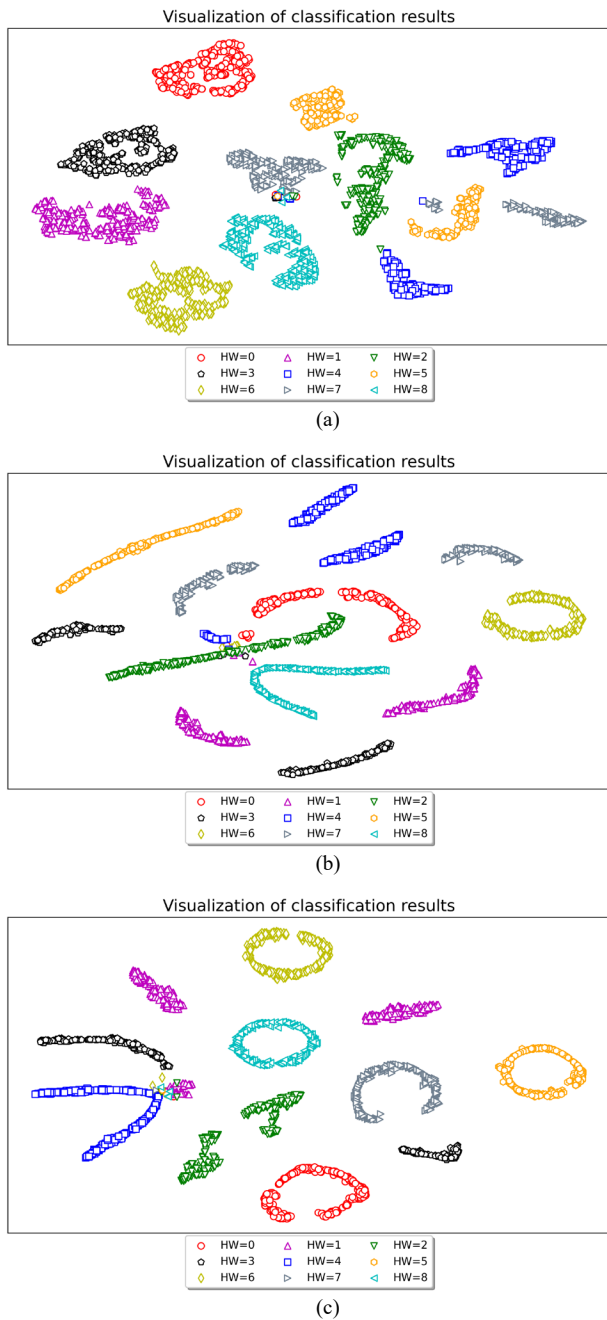 Visualization of classification results
HW=0 HW=1 HW=2
HW=3 HW=4 HW=5
HW=6 HW=7 HW=8
(a)
Visualization of classification results
HW=0 HW=1 HW=2
HW=3 HW=4 HW=5
HW=6 HW=7 HW=8
(b)
Visualization of classification results
HW=0 HW=1 HW=2
HW=3 HW=4 HW=5
HW=6 HW=7 HW=8
(c)